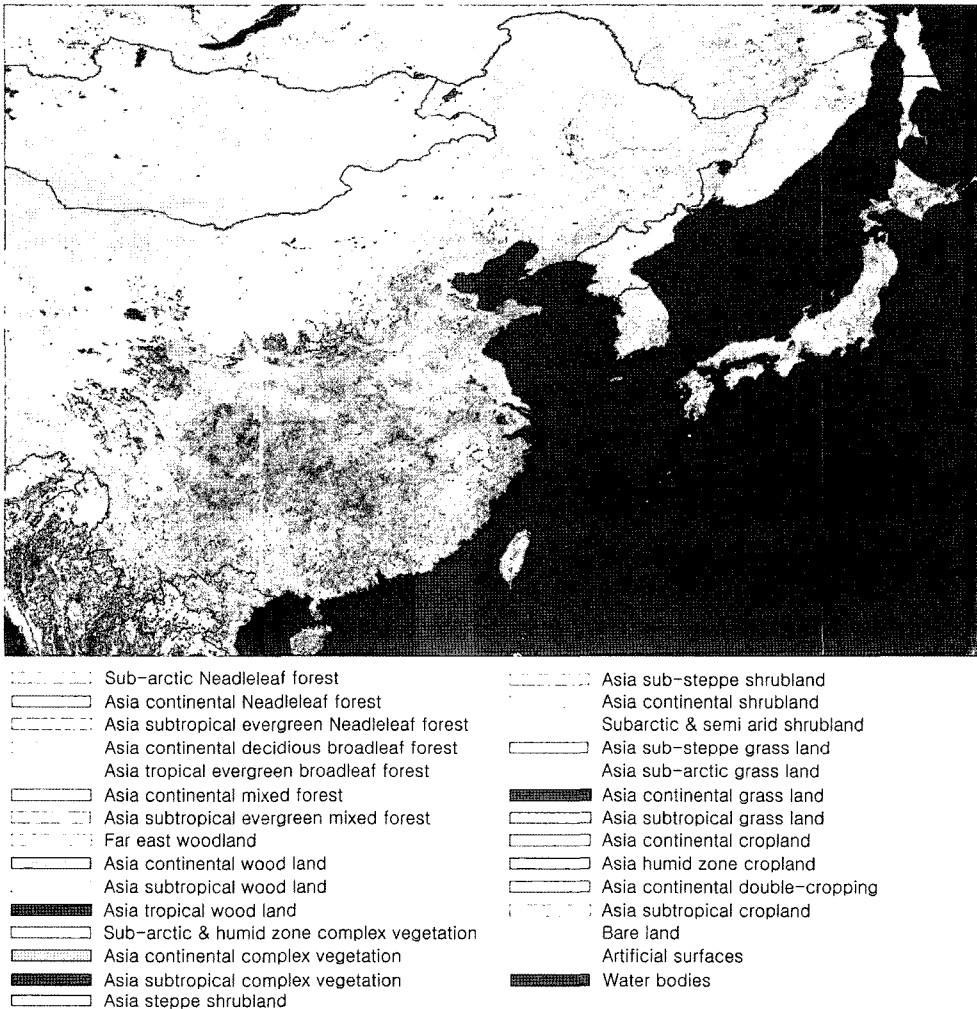 Sub-arctic Neadleleaf forest
Asia continental Neadleleaf forest
Asia subtropical evergreen Neadleleaf forest
Asia continental decidious broadleaf forest
Asia tropical evergreen broadleaf forest
Asia continental mixed forest
Asia subtropical evergreen mixed forest
Far east woodland
Asia continental wood land
Asia subtropical wood land
Asia tropical wood land
Sub-arctic & humid zone complex vegetation
Asia continental complex vegetation
Asia subtropical complex vegetation
Asia steppe shrubland
Asia sub-steppe shrubland
Asia continental shrubland
Subarctic & semi arid shrubland
Asia sub-steppe grass land
Asia sub-arctic grass land
Asia continental grass land
Asia subtropical grass land
Asia continental cropland
Asia humid zone cropland
Asia continental double-cropping
Asia subtropical cropland
Bare land
Artificial surfaces
Water bodies